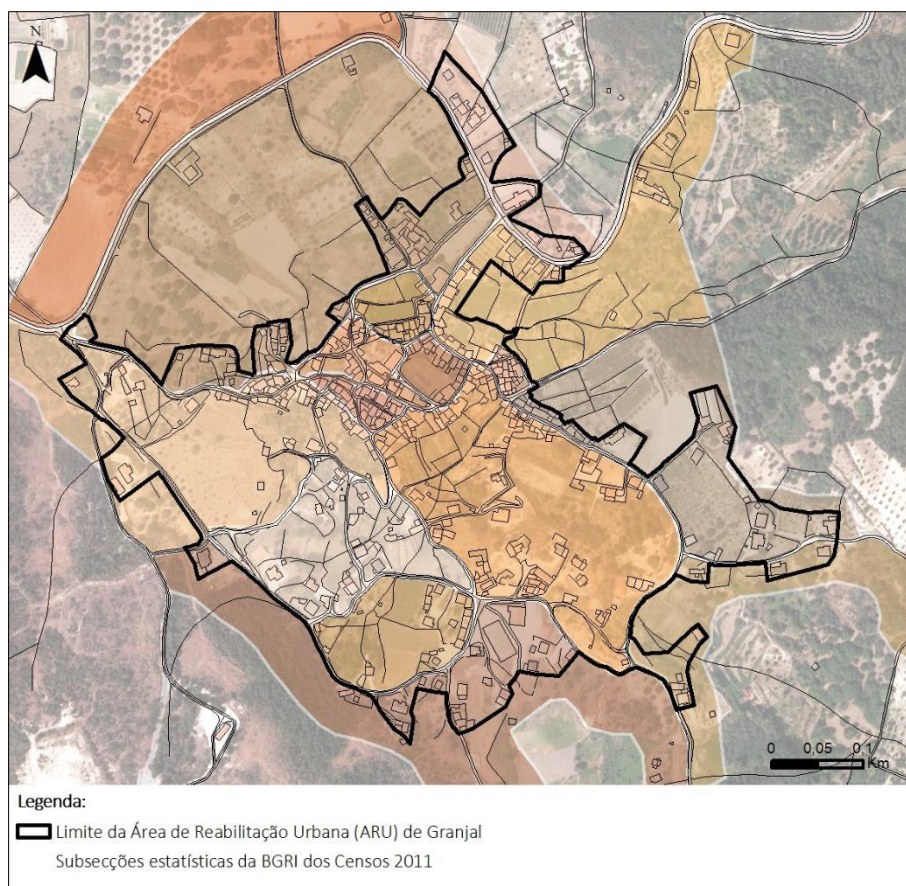 N
0 0,05 0,1
Km
Legenda:
Limite da Área de Reabilitação Urbana (ARU) de Granjal
Subsecções estatísticas da BGRI dos Censos 2011